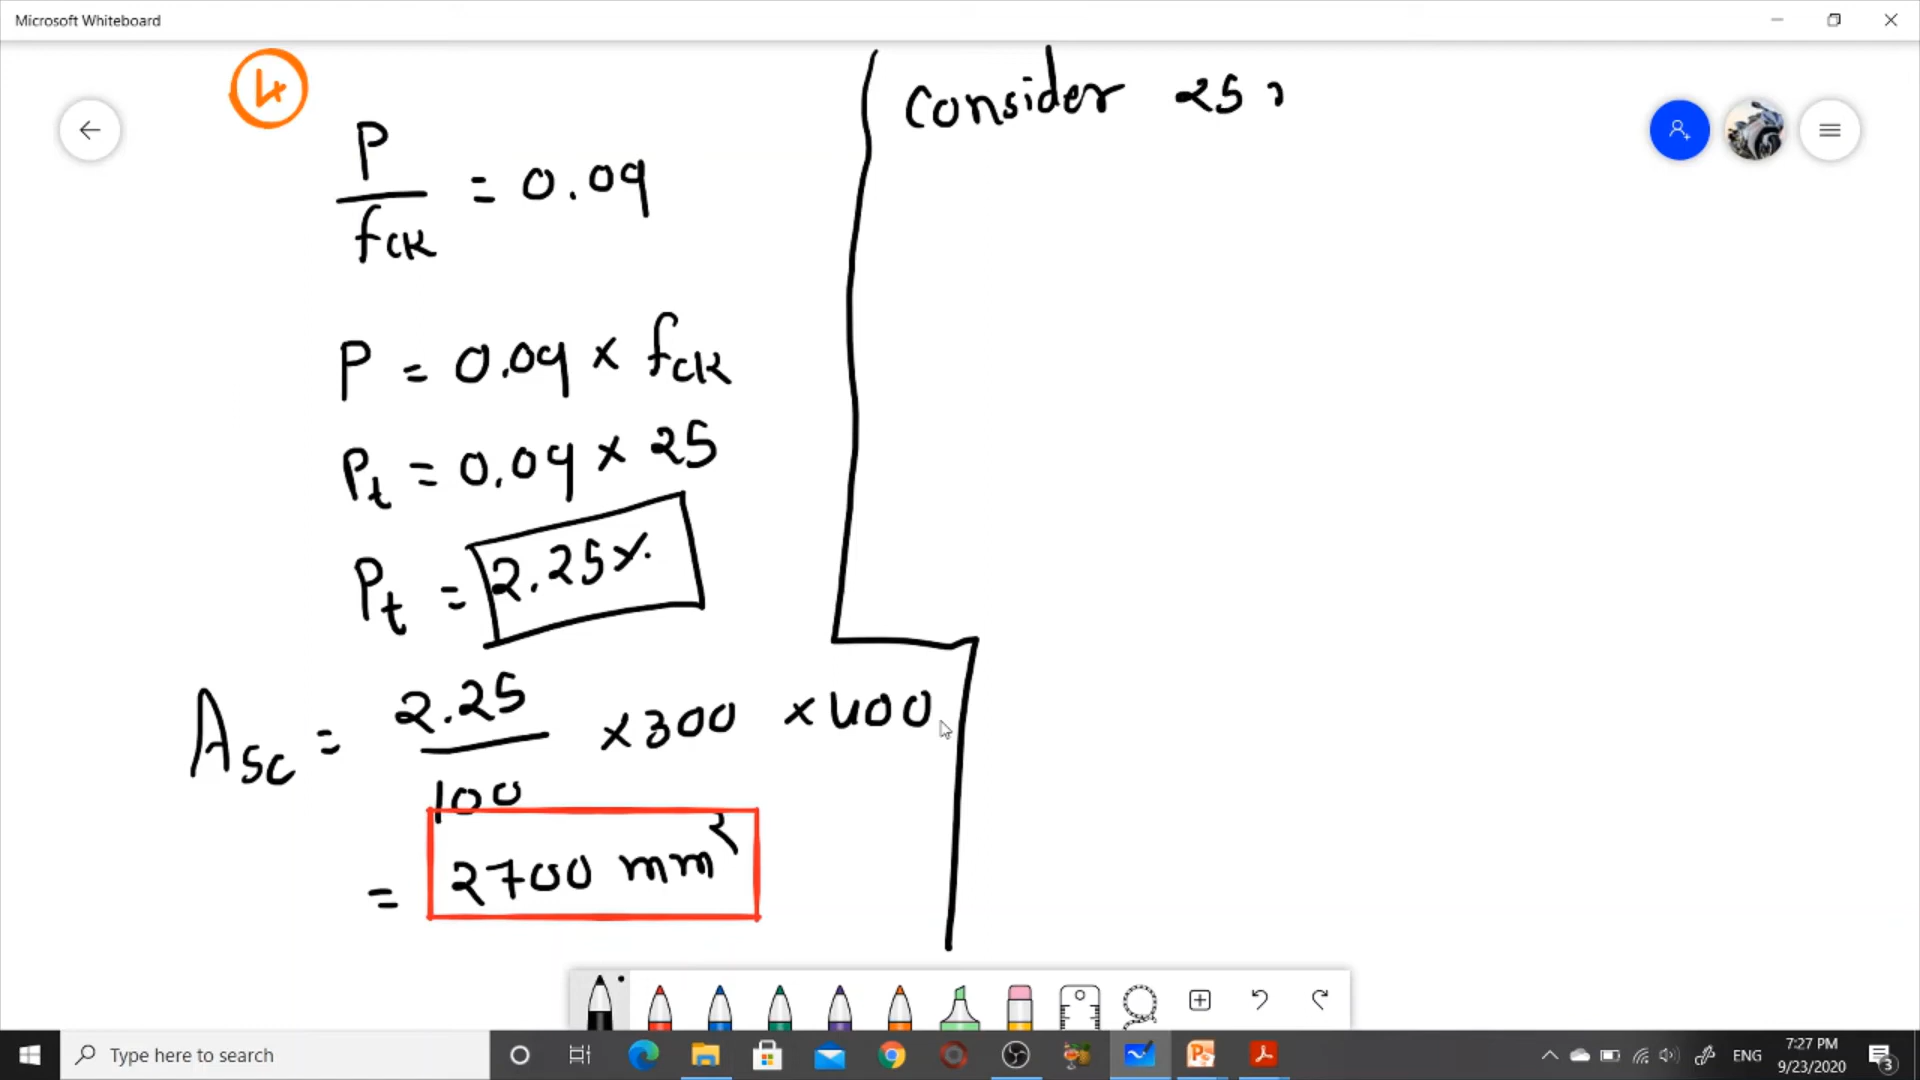 Microsoft Whiteboard
4
P
fck
= 0.09
P = 0.09 × fck
Pt = 0.09 × 25
Pt = 2.25%
Asc = 2.25 × 300 × 400
100
= 2700 mm²
Consider 25
Type here to search
ENG
7:27 PM
9/23/2020
3